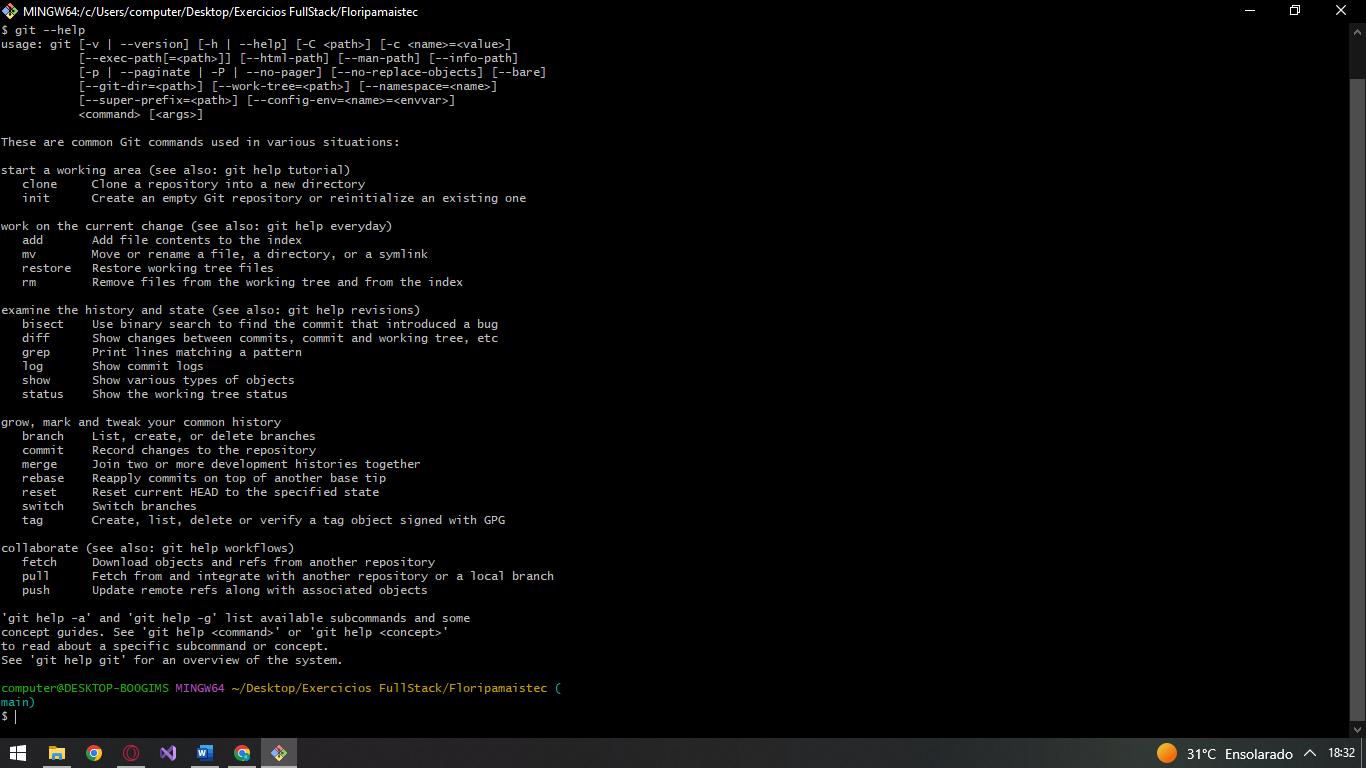 MINGW64:/c/Users/computer/Desktop/Exercicios FullStack/Floripamaistec
$ git --help
usage: git [-v | --version] [-h | --help] [-C <path>] [-c <name>=<value>]
           [--exec-path[=<path>]] [--html-path] [--man-path] [--info-path]
           [-p | --paginate | -P | --no-pager] [--no-replace-objects] [--bare]
           [--git-dir=<path>] [--work-tree=<path>] [--namespace=<name>]
           [--super-prefix=<path>] [--config-env=<name>=<envvar>]
           <command> [<args>]

These are common Git commands used in various situations:

start a working area (see also: git help tutorial)
   clone     Clone a repository into a new directory
   init      Create an empty Git repository or reinitialize an existing one

work on the current change (see also: git help everyday)
   add       Add file contents to the index
   mv        Move or rename a file, a directory, or a symlink
   restore   Restore working tree files
   rm        Remove files from the working tree and from the index

examine the history and state (see also: git help revisions)
   bisect    Use binary search to find the commit that introduced a bug
   diff      Show changes between commits, commit and working tree, etc
   grep      Print lines matching a pattern
   log       Show commit logs
   show      Show various types of objects
   status    Show the working tree status

grow, mark and tweak your common history
   branch    List, create, or delete branches
   commit    Record changes to the repository
   merge     Join two or more development histories together
   rebase    Reapply commits on top of another base tip
   reset     Reset current HEAD to the specified state
   switch    Switch branches
   tag       Create, list, delete or verify a tag object signed with GPG

collaborate (see also: git help workflows)
   fetch     Download objects and refs from another repository
   pull      Fetch from and integrate with another repository or a local branch
   push      Update remote refs along with associated objects

'git help -a' and 'git help -g' list available subcommands and some
concept guides. See 'git help <command>' or 'git help <concept>'
to read about a specific subcommand or concept.
See 'git help git' for an overview of the system.

computer@DESKTOP-BOOGIMS MINGW64 ~/Desktop/Exercicios FullStack/Floripamaistec (
main)
$
31°C Ensolarado 18:32